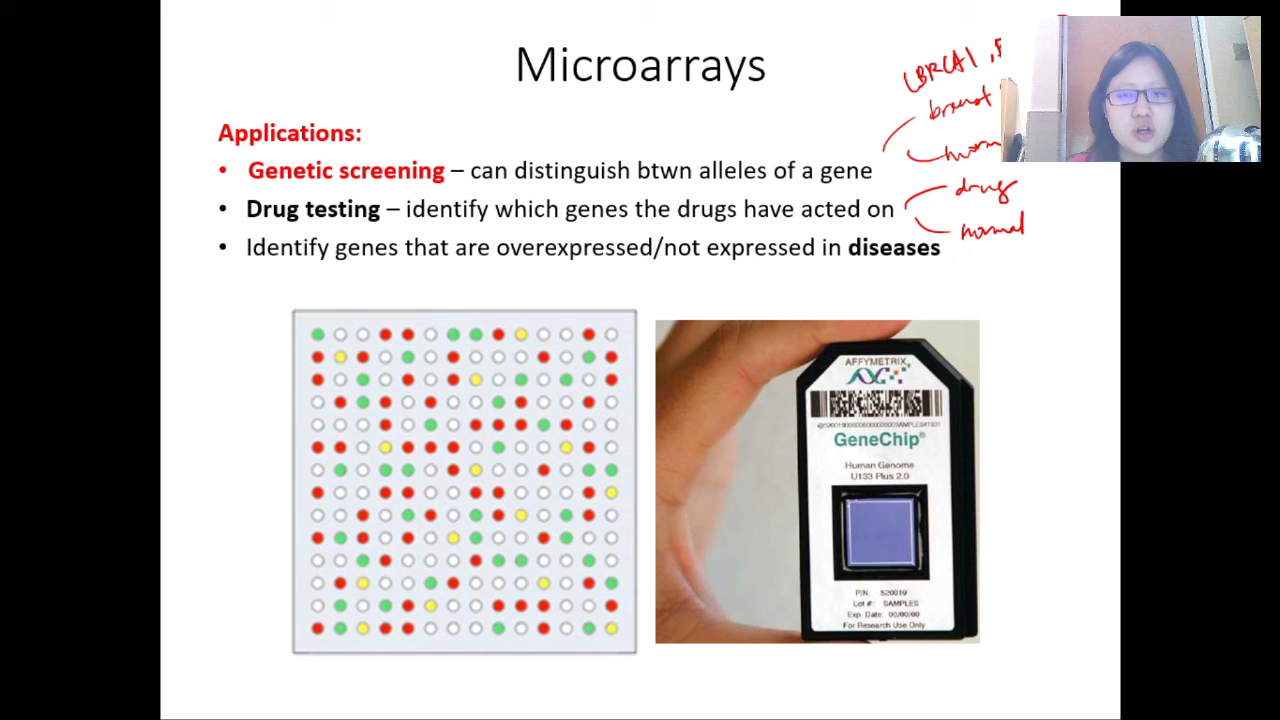 Microarrays
(BRCA1,
breast
Applications:
• Genetic screening – can distinguish btwn alleles of a gene
drug
• Drug testing – identify which genes the drugs have acted on
normal
• Identify genes that are overexpressed/not expressed in diseases
AFFYMETRIX
GeneChip®
Human Genome
U133 Plus 2.0
P/N: 520019
Lot #: SAMPLES
Exp. Date: 00/00/00
For Research Use Only